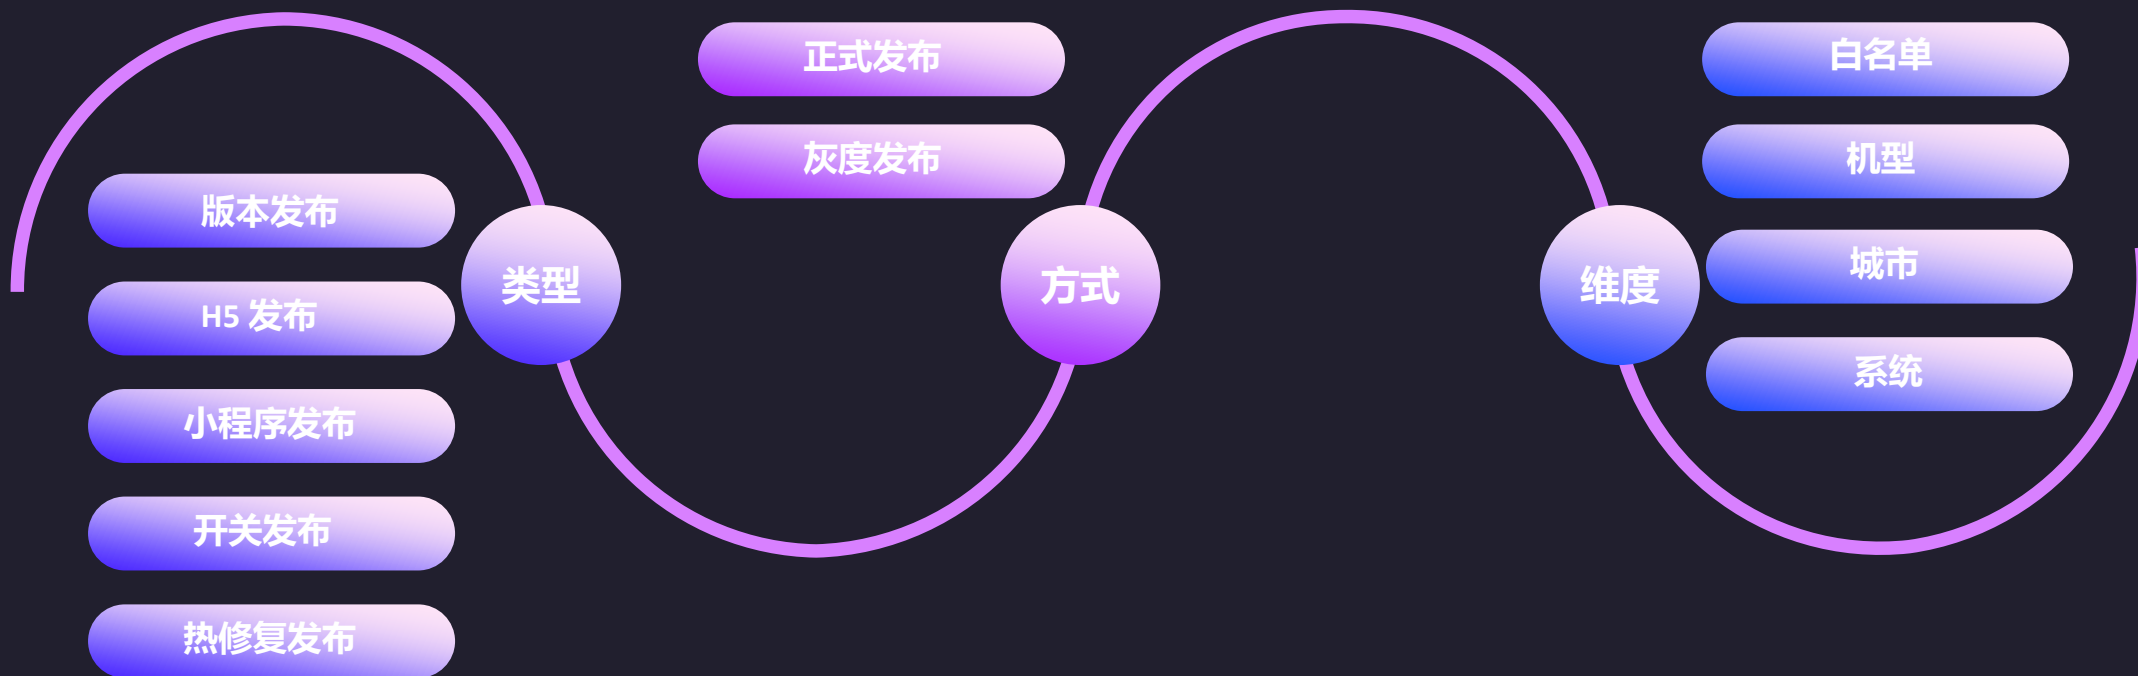 版本发布
H5 发布
小程序发布
开关发布
热修复发布
类型
正式发布
灰度发布
方式
维度
白名单
机型
城市
系统